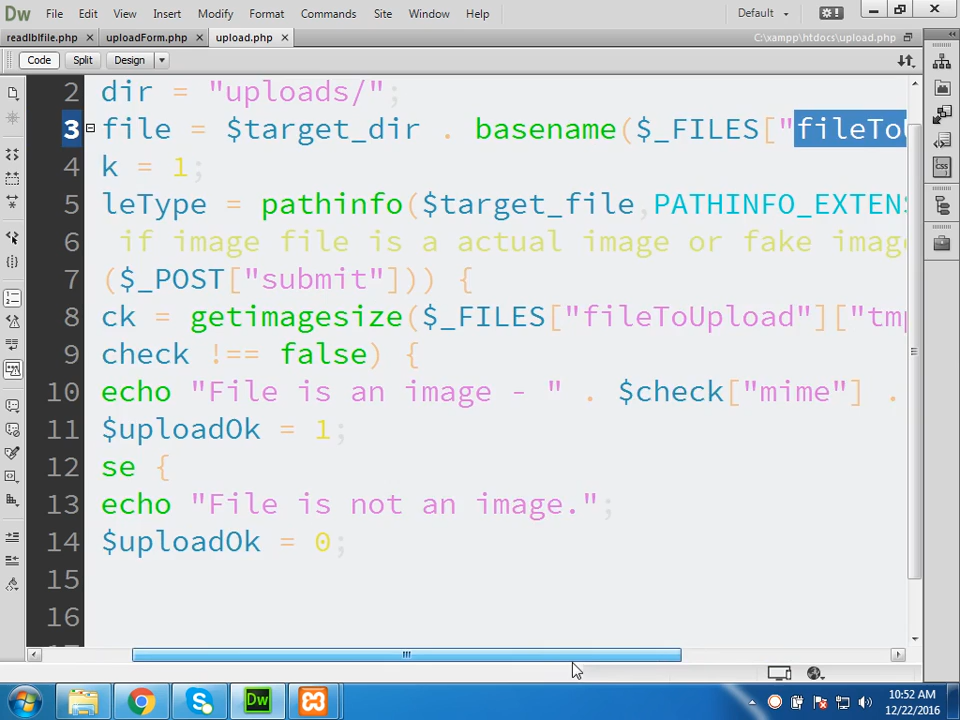 Dw File Edit View Insert Modify Format Commands Site Window Help Default
readlblfile.php uploadForm.php upload.php C:\xampp\htdocs\upload.php
Code Split Design
2 dir = "uploads/";
3 file = $target_dir . basename($_FILES["fileToU
4 k = 1;
5 leType = pathinfo($target_file,PATHINFO_EXTENS
6 if image file is a actual image or fake image
7 ($_POST["submit"])) {
8 ck = getimagesize($_FILES["fileToUpload"]["tmp
9 check !== false) {
10 echo "File is an image - " . $check["mime"] .
11 $uploadOk = 1;
12 se {
13 echo "File is not an image.";
14 $uploadOk = 0;
15
16
Dw
10:52 AM
12/22/2016